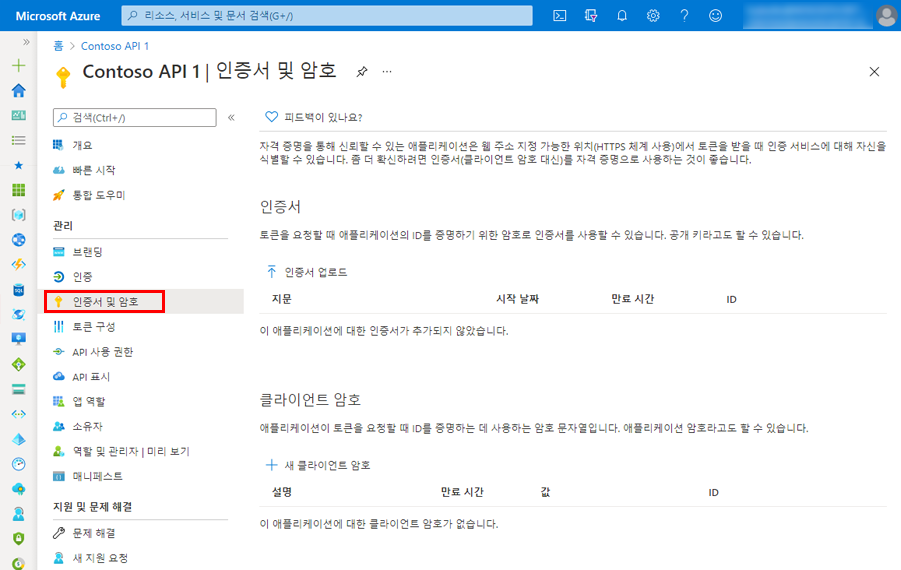 Microsoft Azure
리소스, 서비스 및 문서 검색(G+/)
홈 > Contoso API 1
Contoso API 1 | 인증서 및 암호
검색(Ctrl+/)
개요
빠른 시작
통합 도우미
관리
브랜딩
인증
인증서 및 암호
토큰 구성
API 사용 권한
API 표시
앱 역할
소유자
역할 및 관리자 | 미리 보기
매니페스트
지원 및 문제 해결
문제 해결
새 지원 요청
피드백이 있나요?
자격 증명을 통해 신뢰할 수 있는 애플리케이션은 웹 주소 지정 가능한 위치(HTTPS 체계 사용)에서 토큰을 받을 때 인증 서비스에 대해 자신을
식별할 수 있습니다. 좀 더 확신하려면 인증서(클라이언트 암호 대신)를 자격 증명으로 사용하는 것이 좋습니다.
인증서
토큰을 요청할 때 애플리케이션의 ID를 증명하기 위한 암호로 인증서를 사용할 수 있습니다. 공개 키라고도 할 수 있습니다.
인증서 업로드
지문 시작 날짜 만료 시간 ID
이 애플리케이션에 대한 인증서가 추가되지 않았습니다.
클라이언트 암호
애플리케이션이 토큰을 요청할 때 ID를 증명하는 데 사용하는 암호 문자열입니다. 애플리케이션 암호라고도 할 수 있습니다.
새 클라이언트 암호
설명 만료 시간 값 ID
이 애플리케이션에 대한 클라이언트 암호가 없습니다.